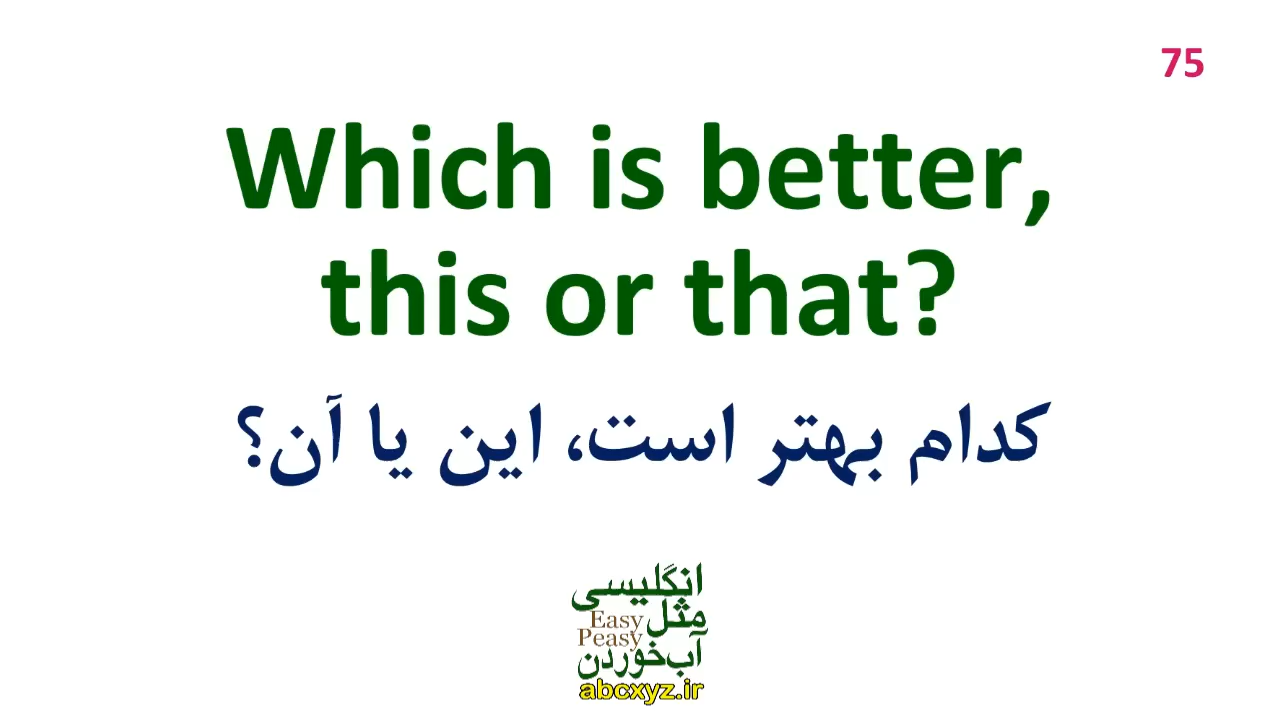 75
Which is better,
this or that?
کدام بهتر است، این یا آن؟
انگلیسی
مثل
Easy
Peasy
آب‌خوردن
abcxyz.ir